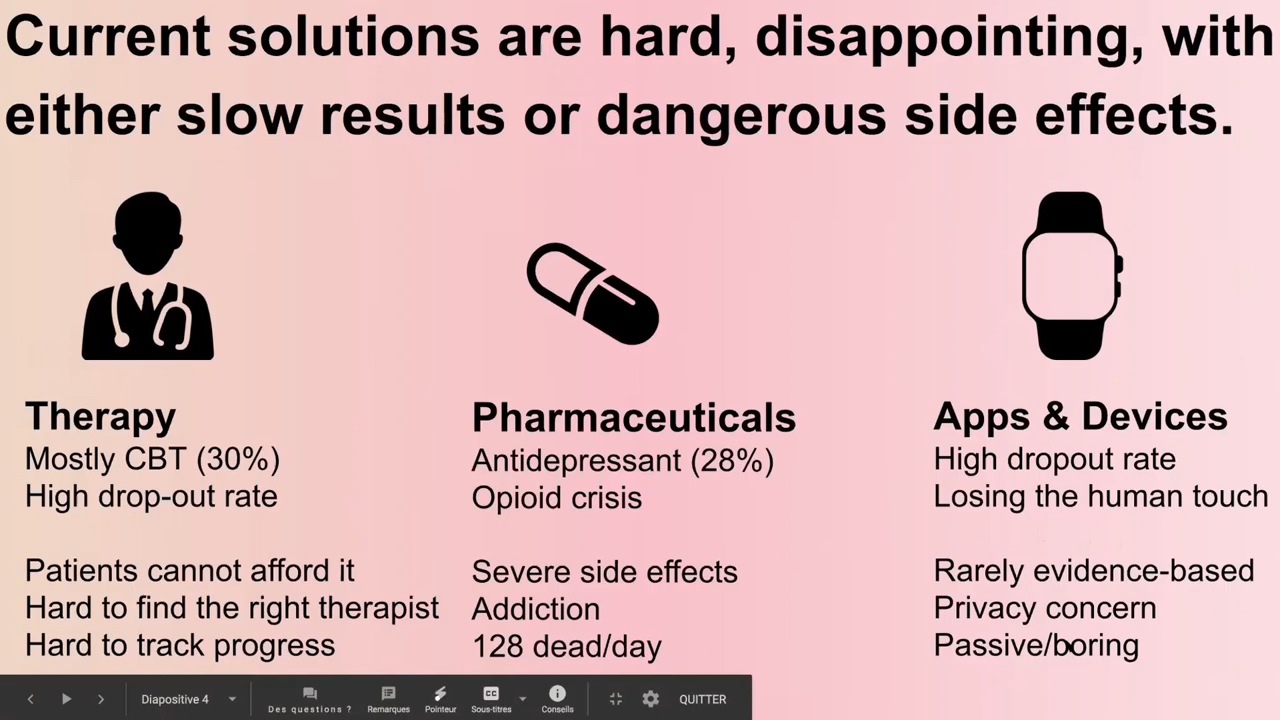 Current solutions are hard, disappointing, with
either slow results or dangerous side effects.
Therapy
Mostly CBT (30%)
High drop-out rate
Patients cannot afford it
Hard to find the right therapist
Hard to track progress
Pharmaceuticals
Antidepressant (28%)
Opioid crisis
Severe side effects
Addiction
128 dead/day
Apps & Devices
High dropout rate
Losing the human touch
Rarely evidence-based
Privacy concern
Passive/boring
Diapositive 4
Des questions ?
Remarques
Pointeur
CC
Sous-titres
Conseils
QUITTER